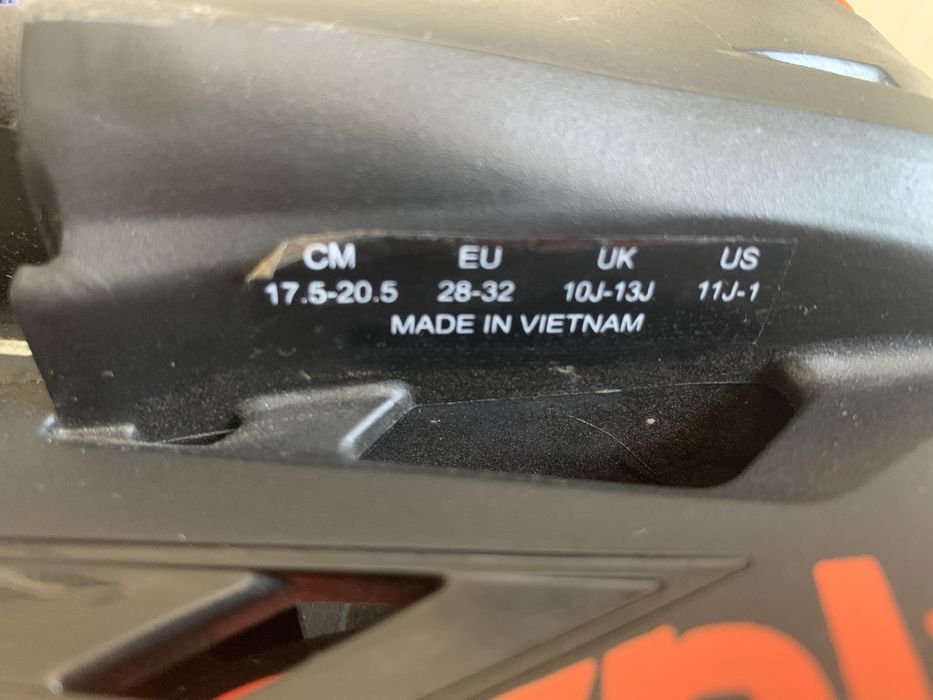 CM EU UK US
17.5-20.5 28-32 10J-13J 11J-1
MADE IN VIETNAM